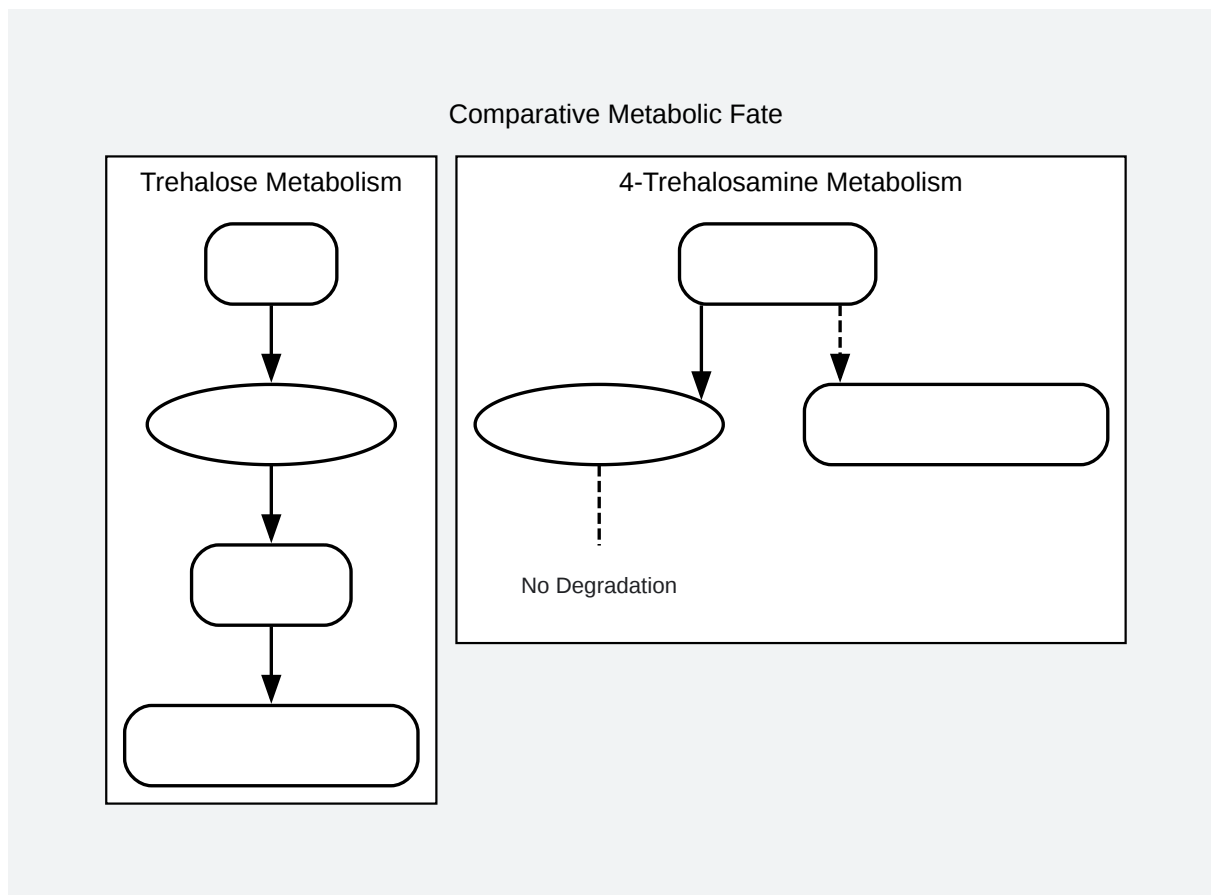 Comparative Metabolic Fate
Trehalose Metabolism
4-Trehalosamine Metabolism
No Degradation